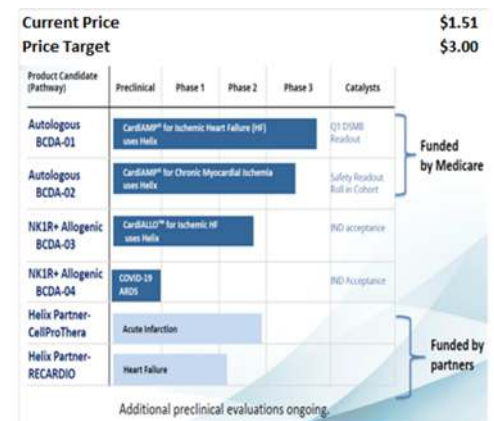 Current Price $1.51
Price Target $3.00
Product Candidate
(Pathway) Preclinical Phase 1 Phase 2 Phase 3 Catalysts
Autologous
BCDA-01
CardiAMP® for Ischemic Heart Failure (HF)
uses Helix
Q1 DSMB
Readout
Autologous
BCDA-02
CardiAMP® for Chronic Myocardial Ischemia
uses Helix
Safety Readout
Roll in Cohort
Funded
by Medicare
NK1R+ Allogenic
BCDA-03
CardiALLO™ for Ischemic HF
uses Helix
IND acceptance
NK1R+ Allogenic
BCDA-04
COVID-19
ARDS
IND Acceptance
Helix Partner-
CellProThera
Acute Infarction
Helix Partner-
RECARDIO
Heart Failure
Funded by
partners
Additional preclinical evaluations ongoing.